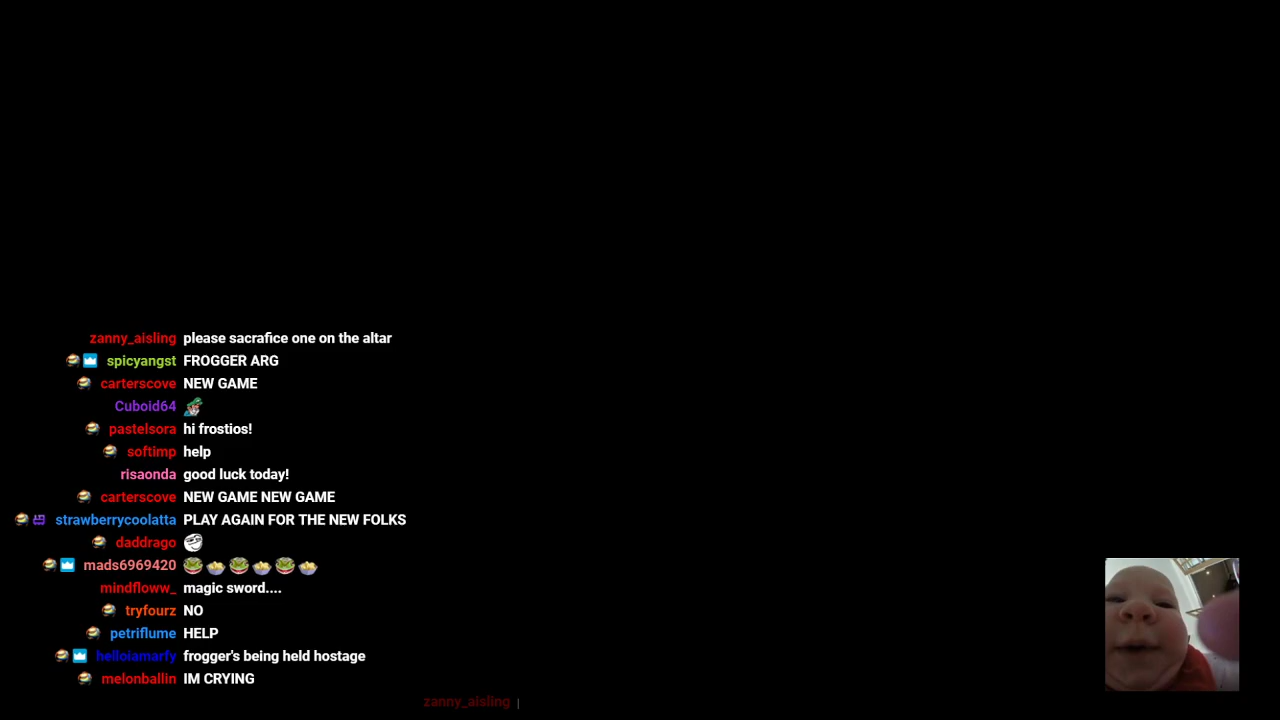 zanny_aisling please sacrafice one on the altar
spicyangst FROGGER ARG
carterscove NEW GAME
Cuboid64
pastelsora hi frostios!
softimp help
risaonda good luck today!
carterscove NEW GAME NEW GAME
strawberrycoolatta PLAY AGAIN FOR THE NEW FOLKS
daddrago
mads6969420
mindfloww_ magic sword....
tryfourz NO
petriflume HELP
helloiamarfy frogger's being held hostage
melonballin IM CRYING
zanny_aisling